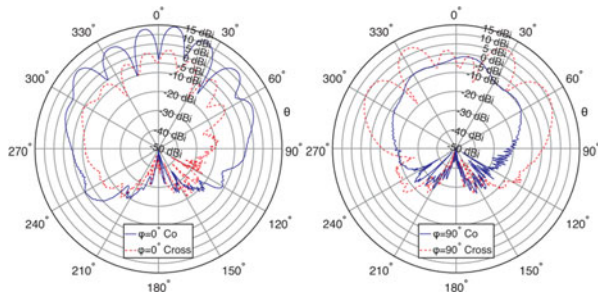 0°
330°
30°
300°
60°
270°
90°
240°
120°
210°
150°
180°
θ
15 dBi
10 dBi
5 dBi
0 dBi
-5 dBi
-10 dBi
-20 dBi
-30 dBi
-40 dBi
-50 dBi
φ=0° Co
φ=0° Cross
0°
330°
30°
300°
60°
270°
90°
240°
120°
210°
150°
180°
θ
15 dBi
10 dBi
5 dBi
0 dBi
-5 dBi
-10 dBi
-20 dBi
-30 dBi
-40 dBi
-50 dBi
φ=90° Co
φ=90° Cross